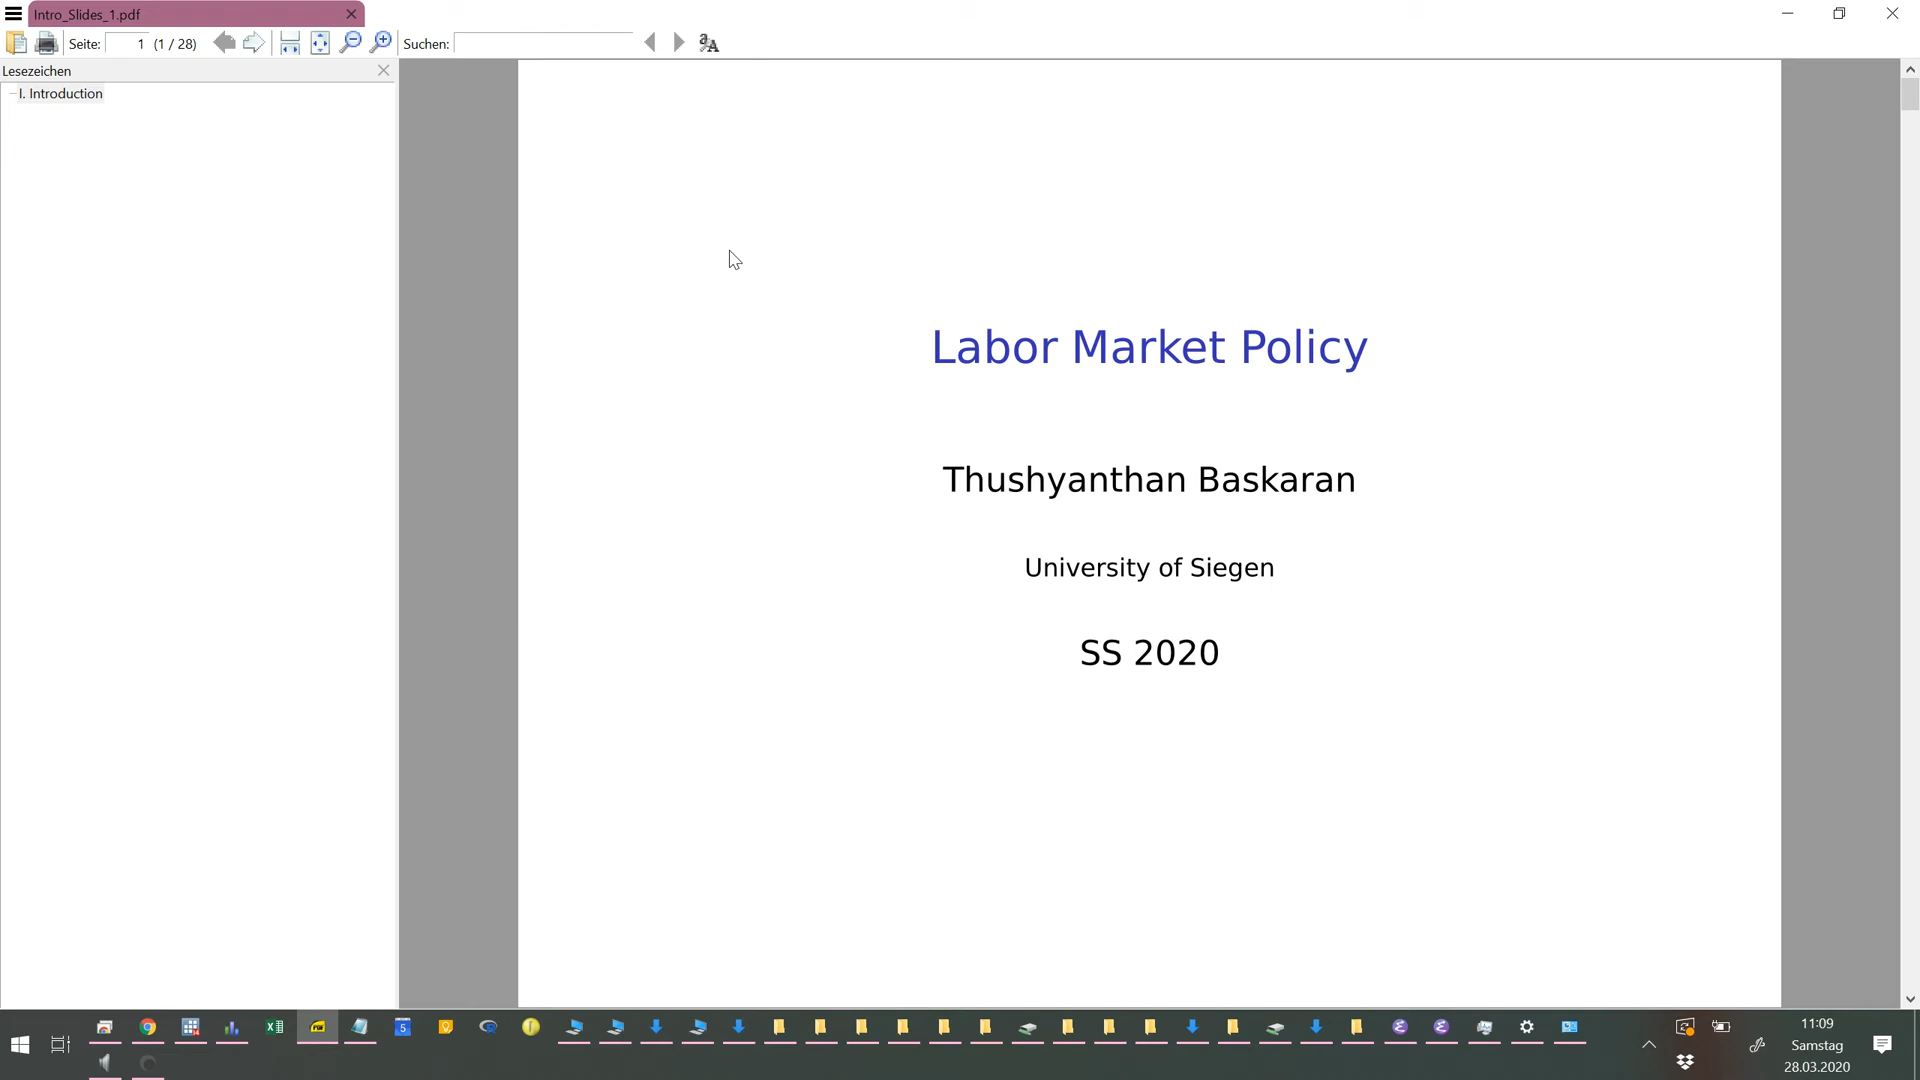 Intro_Slides_1.pdf
Seite: 1 (1 / 28) Suchen:
Lesezeichen
I. Introduction
Labor Market Policy
Thushyanthan Baskaran
University of Siegen
SS 2020
11:09
Samstag
28.03.2020